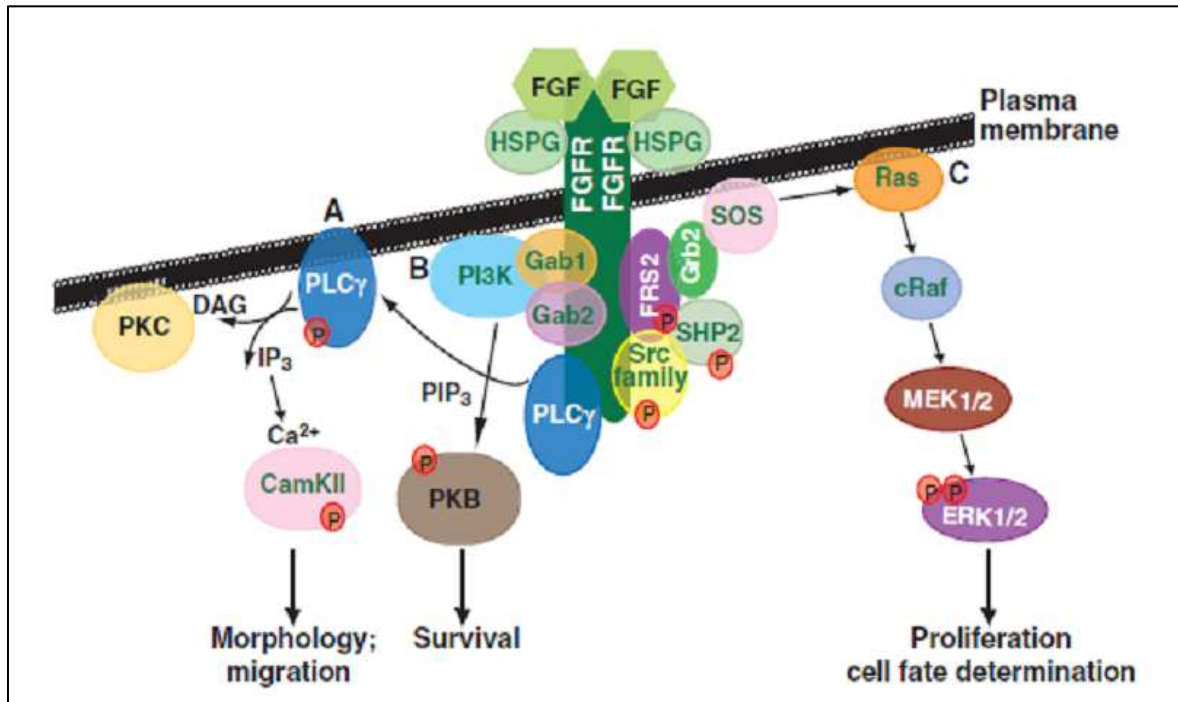 FGF
FGF
HSPG
HSPG
FGFR
FGFR
Plasma
membrane
Ras
C
SOS
Grb2
FRS2
P
SHP2
P
Src
family
P
cRaf
MEK1/2
P
P
ERK1/2
Proliferation
cell fate determination
A
PLCγ
P
B
PI3K
Gab1
Gab2
PLCγ
PKC
DAG
IP₃
Ca²⁺
CamKII
P
Morphology;
migration
PIP₃
P
PKB
Survival